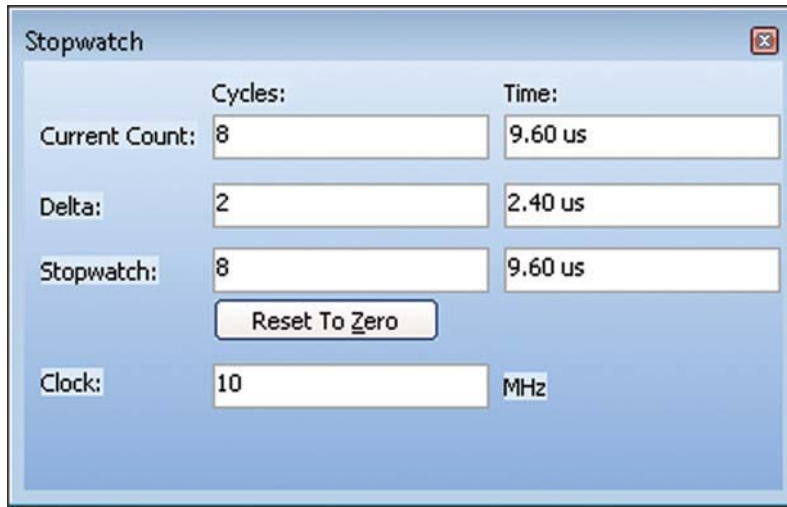 Stopwatch
Cycles: Time:
Current Count: 8 9.60 us
Delta: 2 2.40 us
Stopwatch: 8 9.60 us
Reset To Zero
Clock: 10 MHz